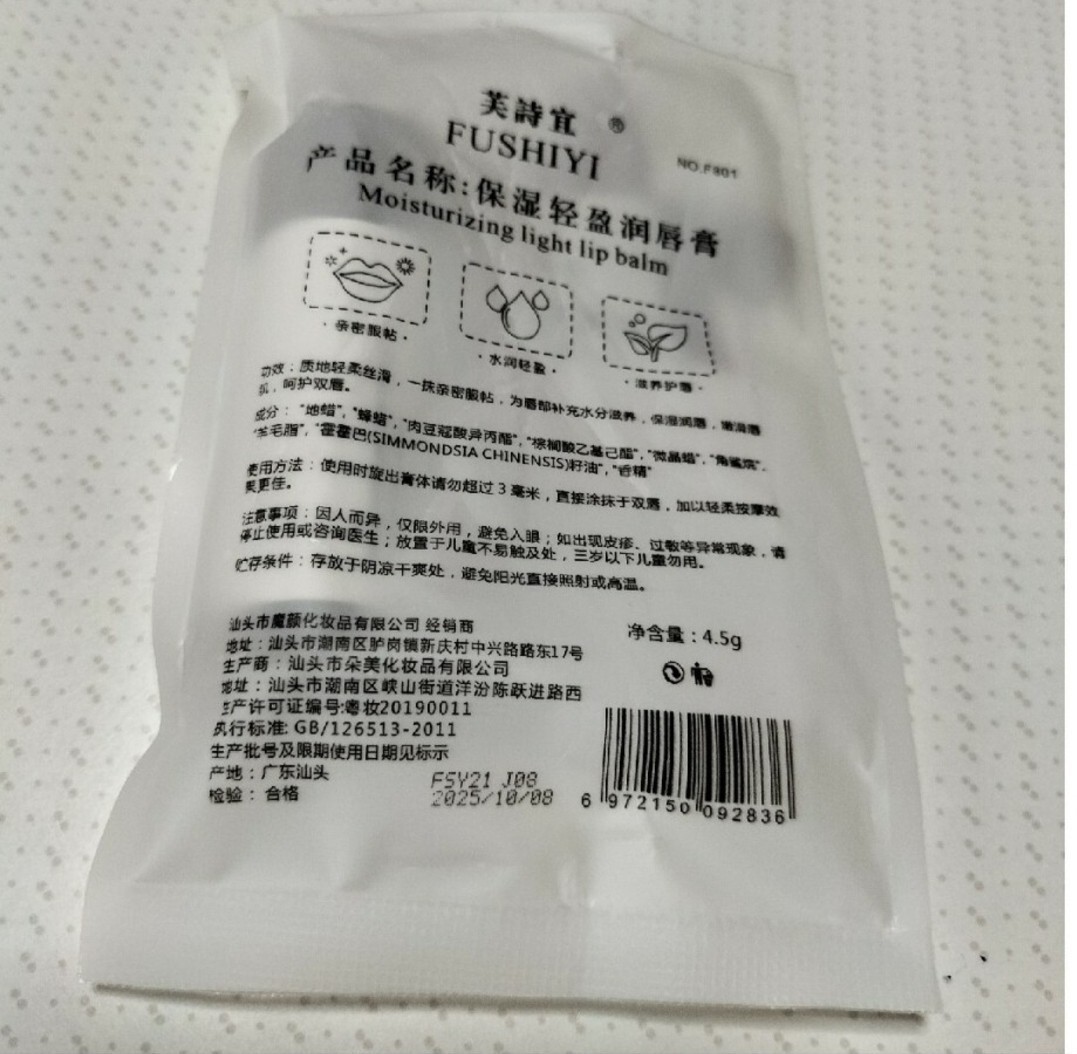 芙詩宜 ®
FUSHIYI
NO.F801
产品名称:保湿轻盈润唇膏
Moisturizing light lip balm
·亲密服帖·
·水润轻盈·
·滋养护唇·
功效：质地轻柔丝滑，一抹亲密服帖，为唇部补充水分滋养，保湿润唇，嫩滑唇
肌，呵护双唇。
成分："地蜡","蜂蜡","肉豆蔻酸异丙酯","棕榈酸乙基己酯","微晶蜡","角鲨烷",
"羊毛脂","霍霍巴(SIMMONDSIA CHINENSIS)籽油","香精"
使用方法：使用时旋出膏体请勿超过3毫米，直接涂抹于双唇，加以轻柔按摩效
果更佳。
注意事项：因人而异，仅限外用，避免入眼；如出现皮疹、过敏等异常现象，请
停止使用或咨询医生；放置于儿童不易触及处，三岁以下儿童勿用。
贮存条件：存放于阴凉干爽处，避免阳光直接照射或高温。
汕头市魔颜化妆品有限公司 经销商
地址：汕头市潮南区胪岗镇新庆村中兴路路东17号
生产商：汕头市朵美化妆品有限公司
地址：汕头市潮南区峡山街道洋汾陈跃进路西
生产许可证编号:粤妆20190011
执行标准: GB/126513-2011
生产批号及限期使用日期见标示
产地：广东汕头
检验：合格
FSY21 J08
2025/10/08
净含量：4.5g
6 972150 092836